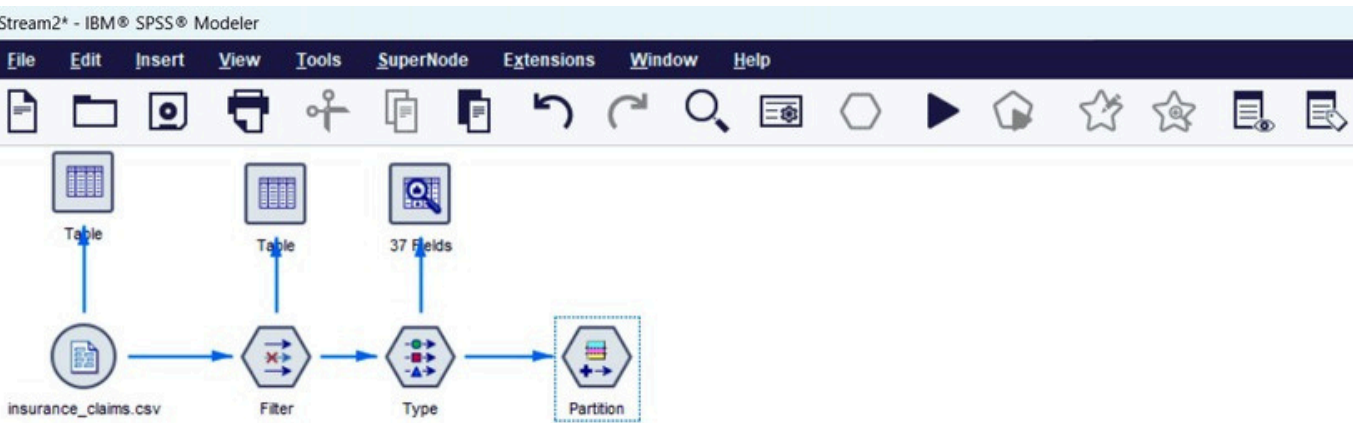 Stream2* - IBM® SPSS® Modeler
File Edit Insert View Tools SuperNode Extensions Window Help
Table
Table
37 Fields
insurance_claims.csv
Filter
Type
Partition